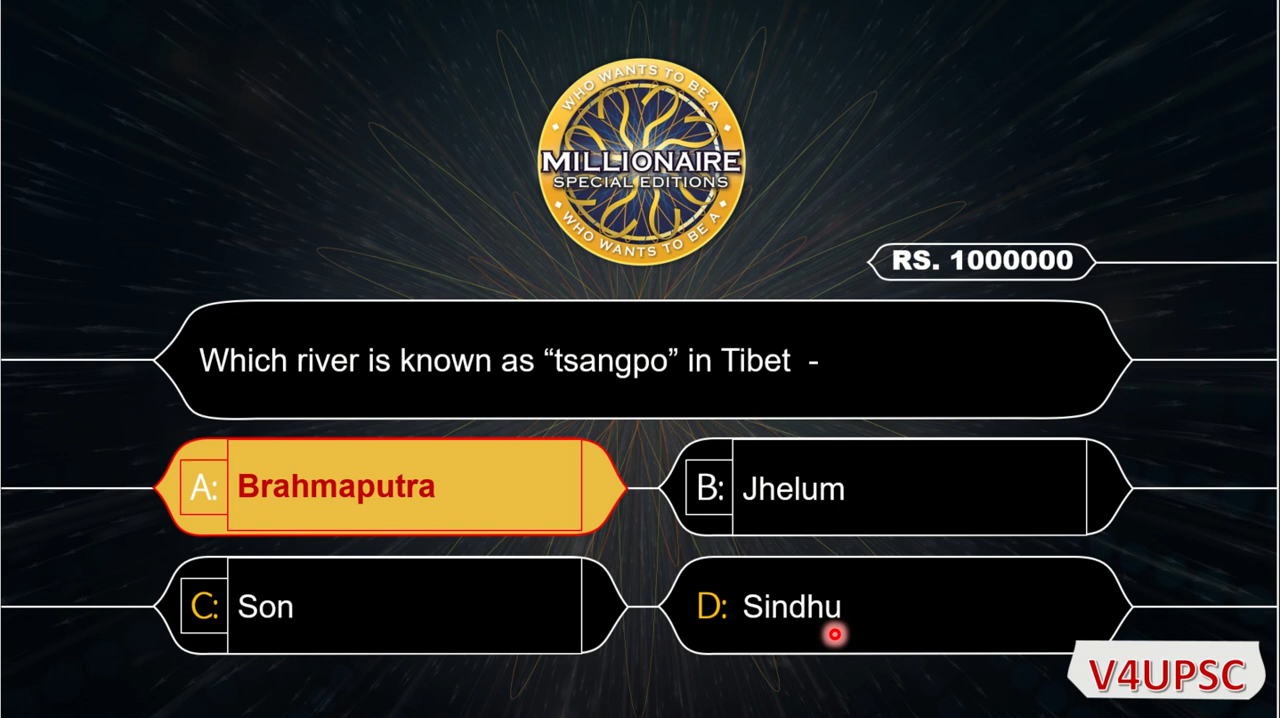 WHO WANTS TO BE A
MILLIONAIRE
SPECIAL EDITIONS
WHO WANTS TO BE A
RS. 1000000
Which river is known as “tsangpo” in Tibet -
A: Brahmaputra
B: Jhelum
C: Son
D: Sindhu
V4UPSC